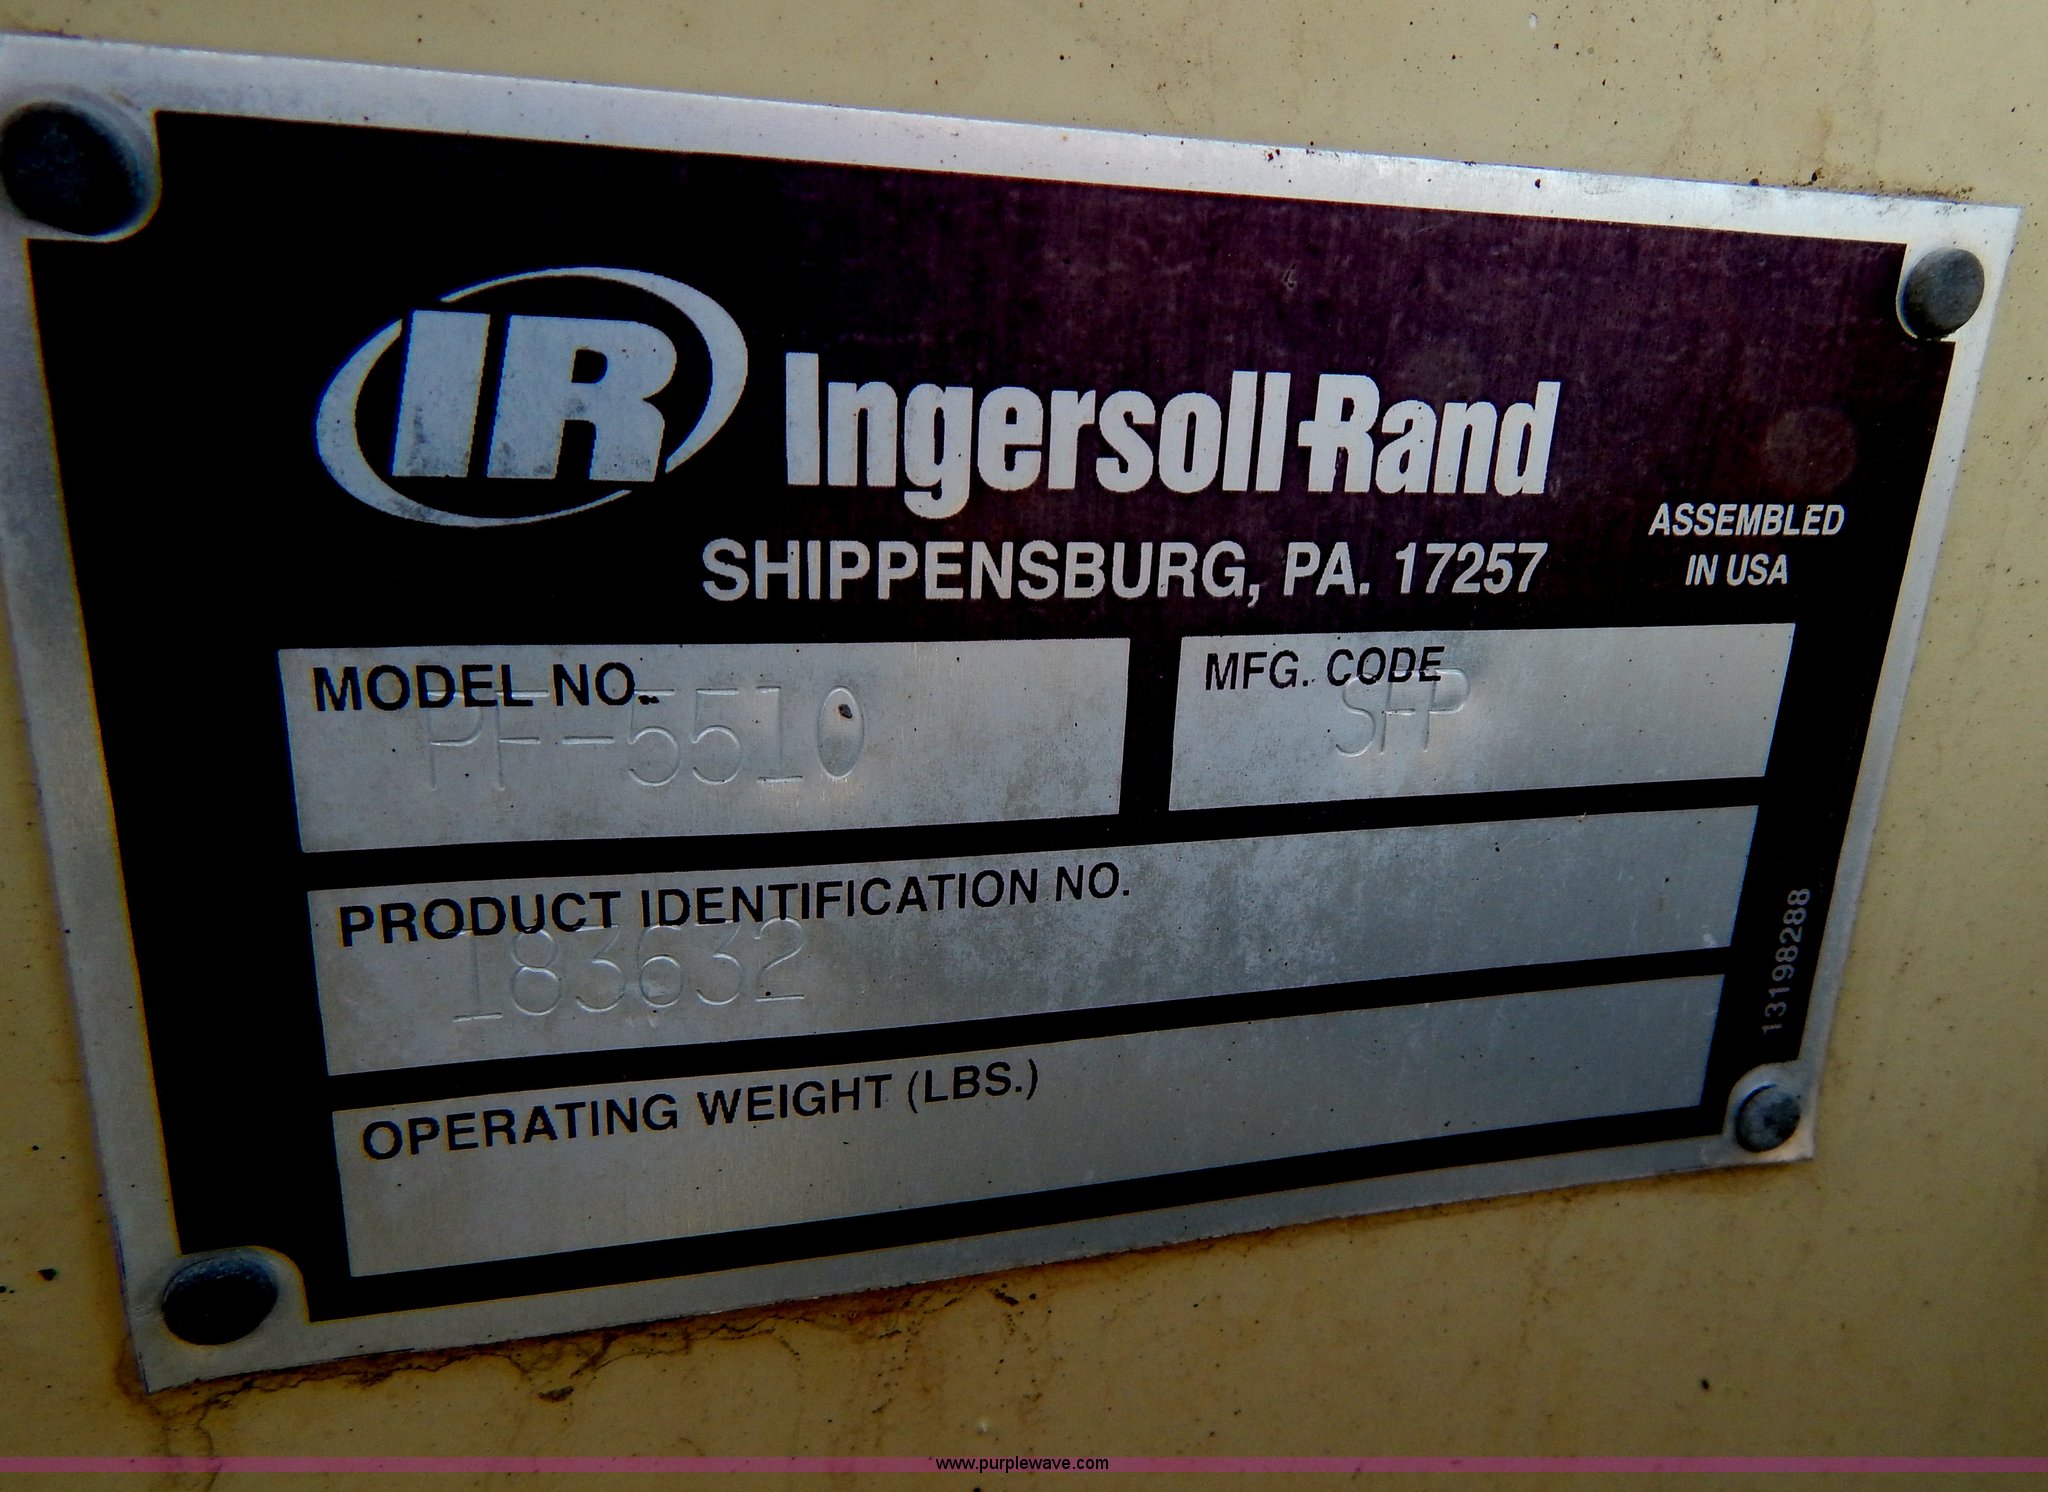 IR Ingersoll-Rand
SHIPPENSBURG, PA. 17257
ASSEMBLED
IN USA
MODEL NO.
PF-5510
MFG. CODE
SFP
PRODUCT IDENTIFICATION NO.
183632
OPERATING WEIGHT (LBS.)
13198288
www.purplewave.com